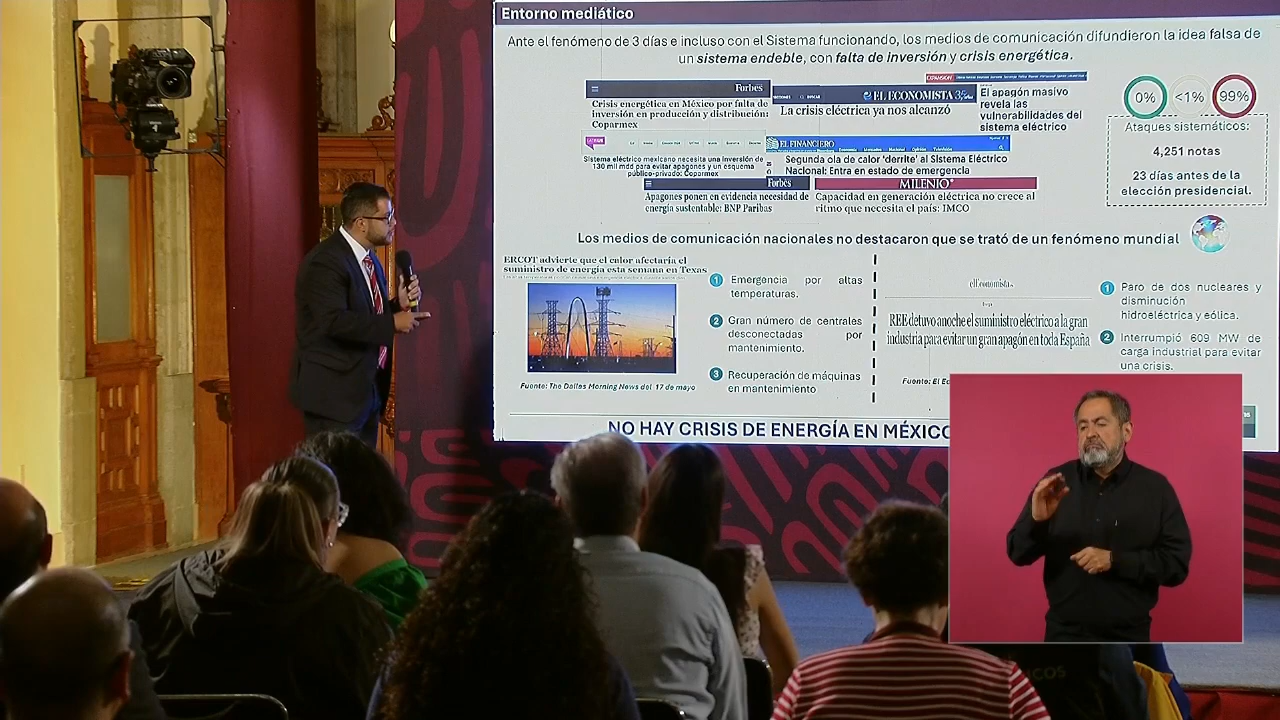 Entorno mediático
Ante el fenómeno de 3 días e incluso con el Sistema funcionando, los medios de comunicación difundieron la idea falsa de
un sistema endeble, con falta de inversión y crisis energética.
Forbes
Crisis energética en México por falta de
inversión en producción y distribución:
Coparmex
EL ECONOMISTA
La crisis eléctrica ya nos alcanzó
EXPANSIÓN
El apagón masivo
revela las
vulnerabilidades del
sistema eléctrico
0%
<1%
99%
Ataques sistemáticos:
4,251 notas
23 días antes de la
elección presidencial.
Sistema eléctrico mexicano necesita una inversión de
130 mil mdd para evitar apagones y un esquema
público-privado: Coparmex
EL FINANCIERO
Segunda ola de calor 'derrite' al Sistema Eléctrico
Nacional: Entra en estado de emergencia
Forbes
Apagones ponen en evidencia necesidad de
energía sustentable: BNP Paribas
MILENIO
Capacidad en generación eléctrica no crece al
ritmo que necesita el país: IMCO
Los medios de comunicación nacionales no destacaron que se trató de un fenómeno mundial
ERCOT advierte que el calor afectaría el
suministro de energía esta semana en Texas
1 Emergencia por altas
temperaturas.
2 Gran número de centrales
desconectadas por
mantenimiento.
3 Recuperación de máquinas
en mantenimiento
Fuente: The Dallas Morning News del 17 de mayo
elEconomista.
REE detuvo anoche el suministro eléctrico a la gran
industria para evitar un gran apagón en toda España
1 Paro de dos nucleares y
disminución
hidroeléctrica y eólica.
2 Interrumpió 609 MW de
carga industrial para evitar
una crisis.
Fuente: El Ec
NO HAY CRISIS DE ENERGÍA EN MÉXICO